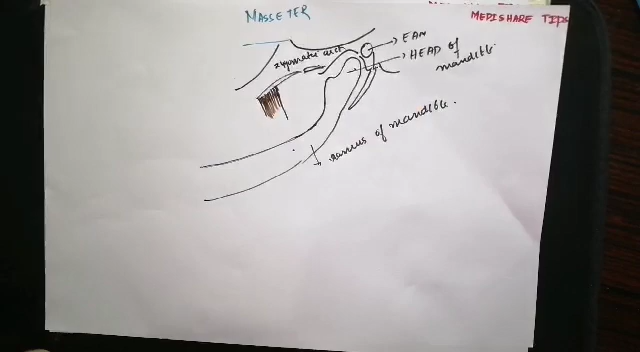 MASSETER
MEDISHARE TIPS
zygomatic arch
EAM
HEAD of
mandible
ramus of mandible.